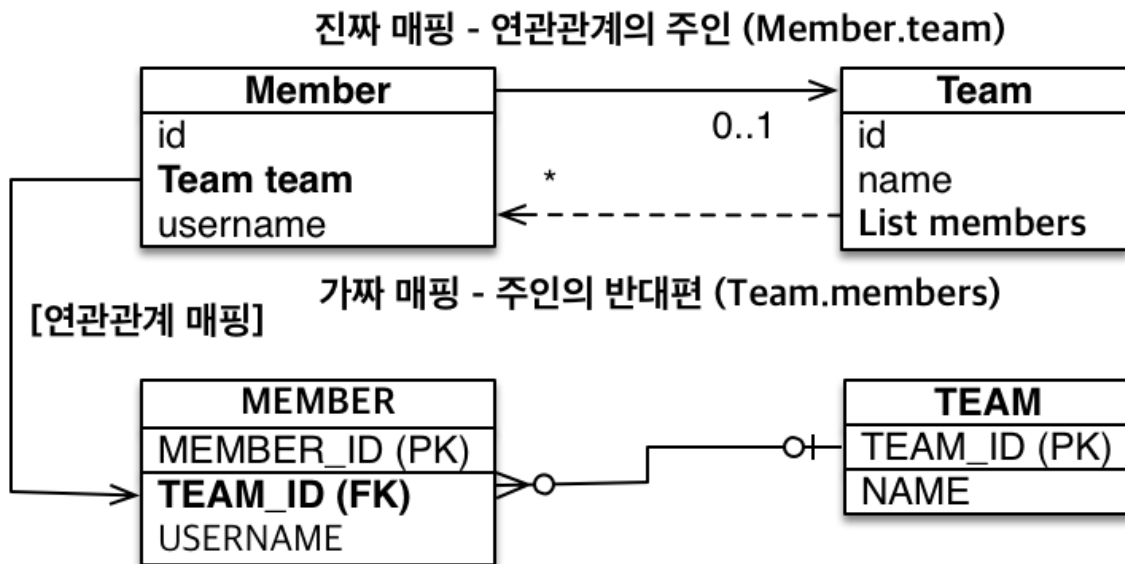 진짜 매핑 - 연관관계의 주인 (Member.team)
Member
id
Team team
username
0..1
*
Team
id
name
List members
가짜 매핑 - 주인의 반대편 (Team.members)
[연관관계 매핑]
MEMBER
MEMBER_ID (PK)
TEAM_ID (FK)
USERNAME
TEAM
TEAM_ID (PK)
NAME